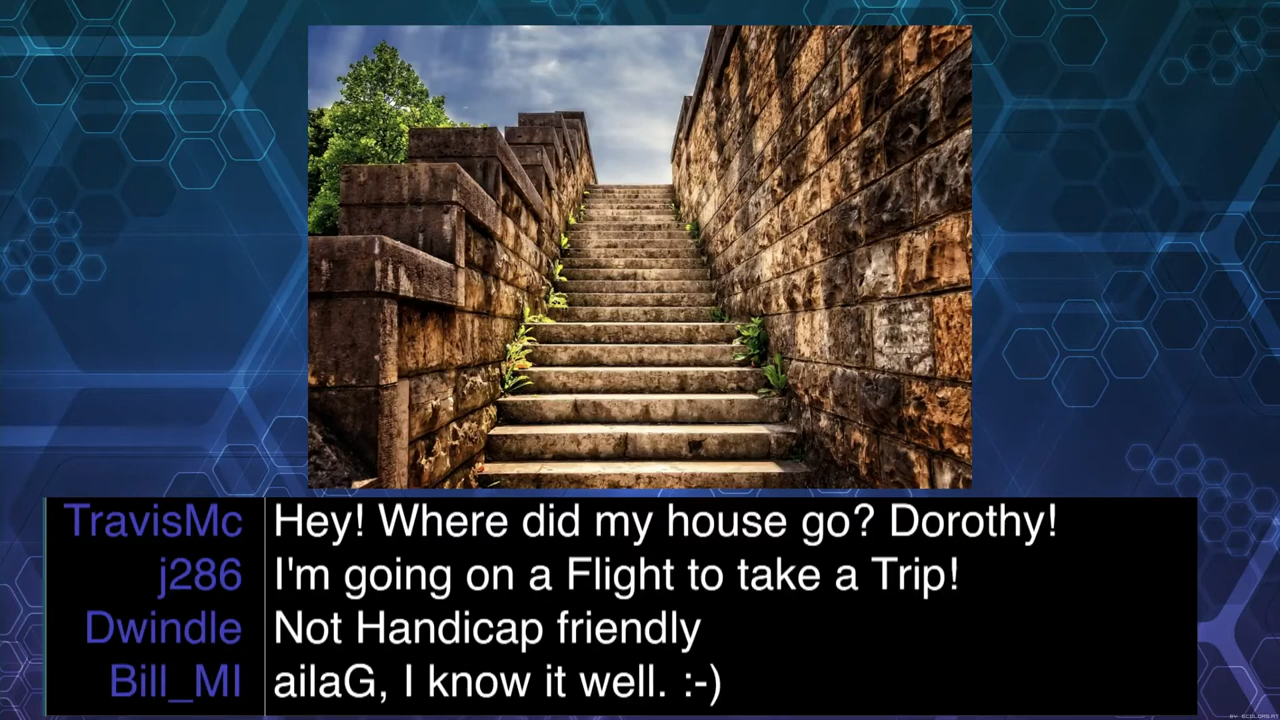 TravisMc Hey! Where did my house go? Dorothy!
j286 I'm going on a Flight to take a Trip!
Dwindle Not Handicap friendly
Bill_MI ailaG, I know it well. :-)